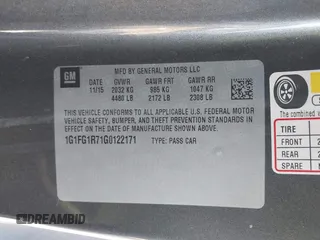 GM
MFD BY GENERAL MOTORS LLC
11/15
GVWR
2032 KG
4480 LB
GAWR FRT
985 KG
2172 LB
GAWR RR
1047 KG
2308 LB
THIS VEHICLE CONFORMS TO ALL APPLICABLE U.S. FEDERAL MOTOR
VEHICLE SAFETY, BUMPER, AND THEFT PREVENTION STANDARDS IN
EFFECT ON THE DATE OF MANUFACTURE SHOWN ABOVE.
1G1FG1R71G0122171
TYPE: PASS CAR
TIRE
FRONT
REAR
SPARE
© DREAMBID